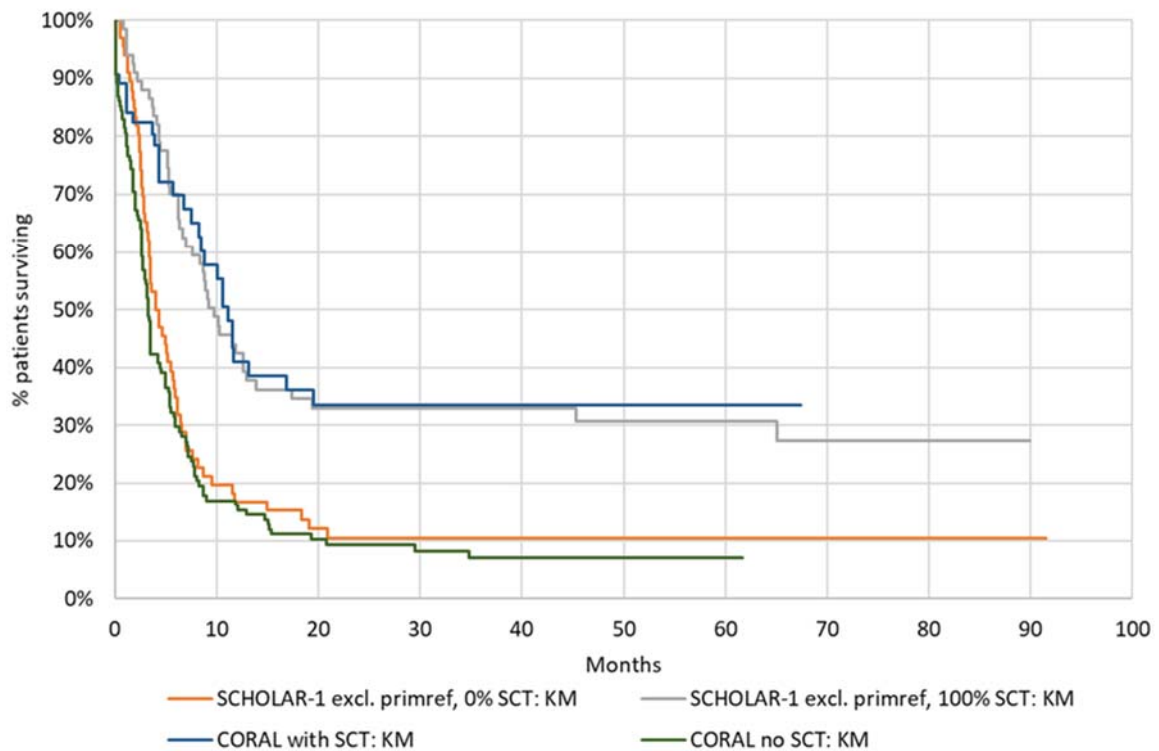 100%
90%
80%
70%
60%
50%
40%
30%
20%
10%
0%
% patients surviving
0 10 20 30 40 50 60 70 80 90 100
Months
SCHOLAR-1 excl. primref, 0% SCT: KM SCHOLAR-1 excl. primref, 100% SCT: KM
CORAL with SCT: KM CORAL no SCT: KM